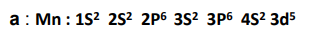 a : Mn : 1S² 2S² 2P⁶ 3S² 3P⁶ 4S² 3d⁵